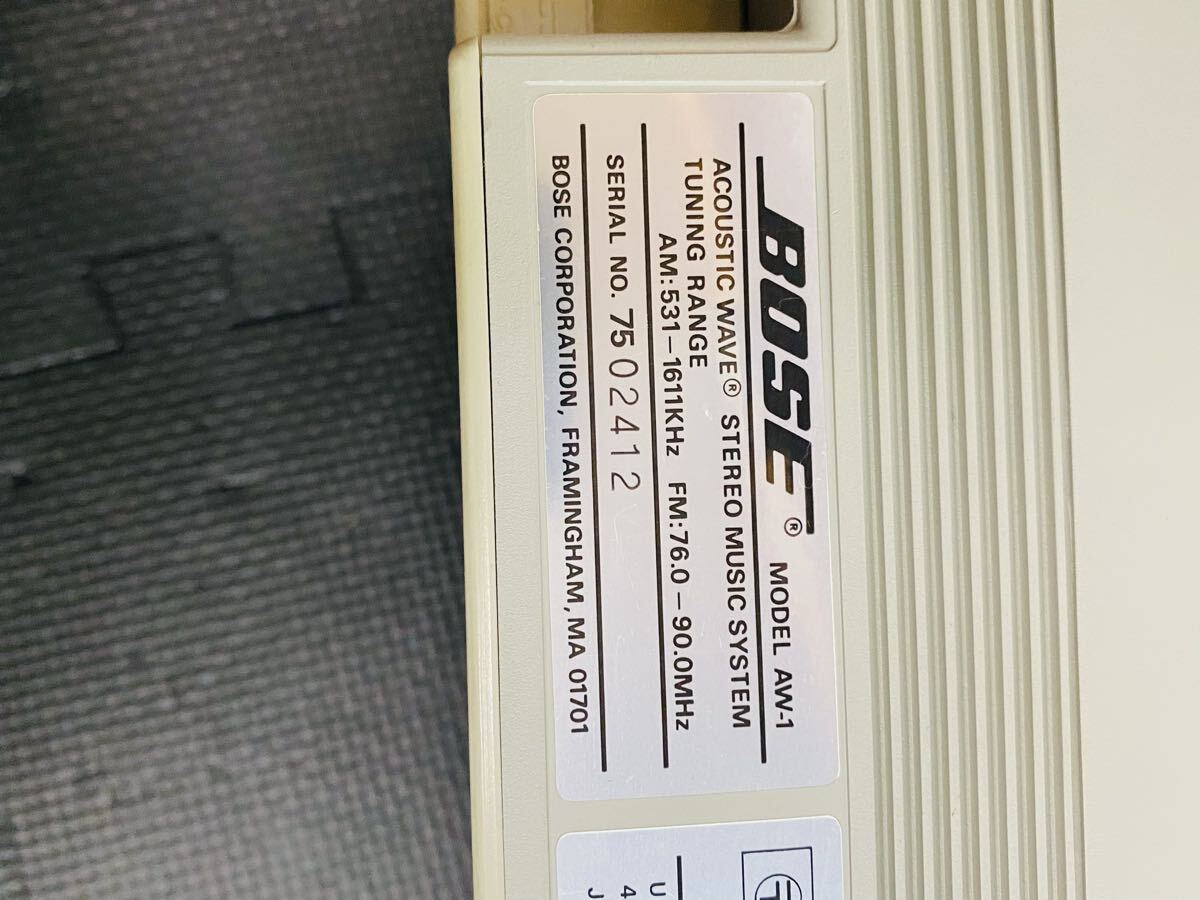 BOSE® MODEL AW-1
ACOUSTIC WAVE® STEREO MUSIC SYSTEM
TUNING RANGE
AM:531-1611KHz FM:76.0-90.0MHz
SERIAL NO. 7502412
BOSE CORPORATION, FRAMINGHAM, MA 01701
U
4
J